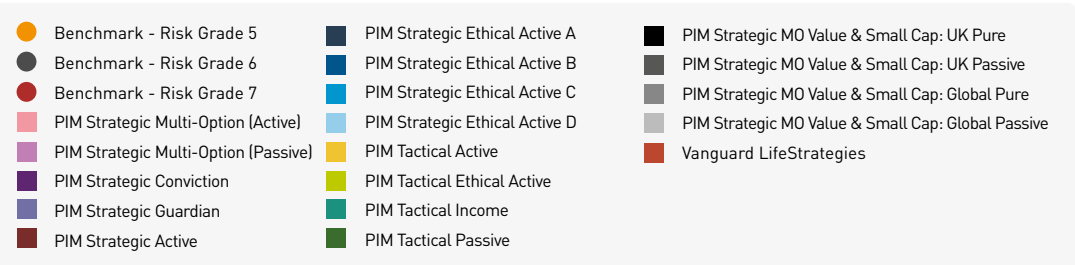 Benchmark - Risk Grade 5
Benchmark - Risk Grade 6
Benchmark - Risk Grade 7
PIM Strategic Multi-Option (Active)
PIM Strategic Multi-Option (Passive)
PIM Strategic Conviction
PIM Strategic Guardian
PIM Strategic Active
PIM Strategic Ethical Active A
PIM Strategic Ethical Active B
PIM Strategic Ethical Active C
PIM Strategic Ethical Active D
PIM Tactical Active
PIM Tactical Ethical Active
PIM Tactical Income
PIM Tactical Passive
PIM Strategic MO Value & Small Cap: UK Pure
PIM Strategic MO Value & Small Cap: UK Passive
PIM Strategic MO Value & Small Cap: Global Pure
PIM Strategic MO Value & Small Cap: Global Passive
Vanguard LifeStrategies